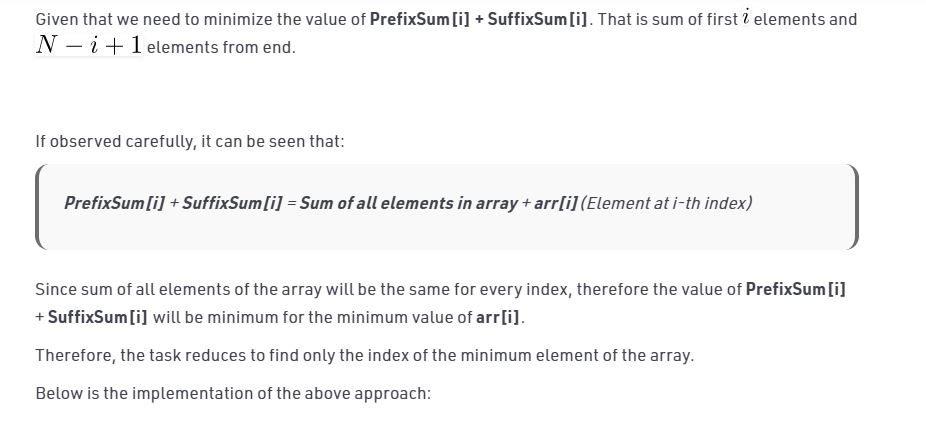 Given that we need to minimize the value of PrefixSum[i] + SuffixSum[i]. That is sum of first i elements and
N − i + 1 elements from end.
If observed carefully, it can be seen that:
PrefixSum[i] + SuffixSum[i] = Sum of all elements in array + arr[i](Element at i-th index)
Since sum of all elements of the array will be the same for every index, therefore the value of PrefixSum[i]
+ SuffixSum[i] will be minimum for the minimum value of arr[i].
Therefore, the task reduces to find only the index of the minimum element of the array.
Below is the implementation of the above approach: